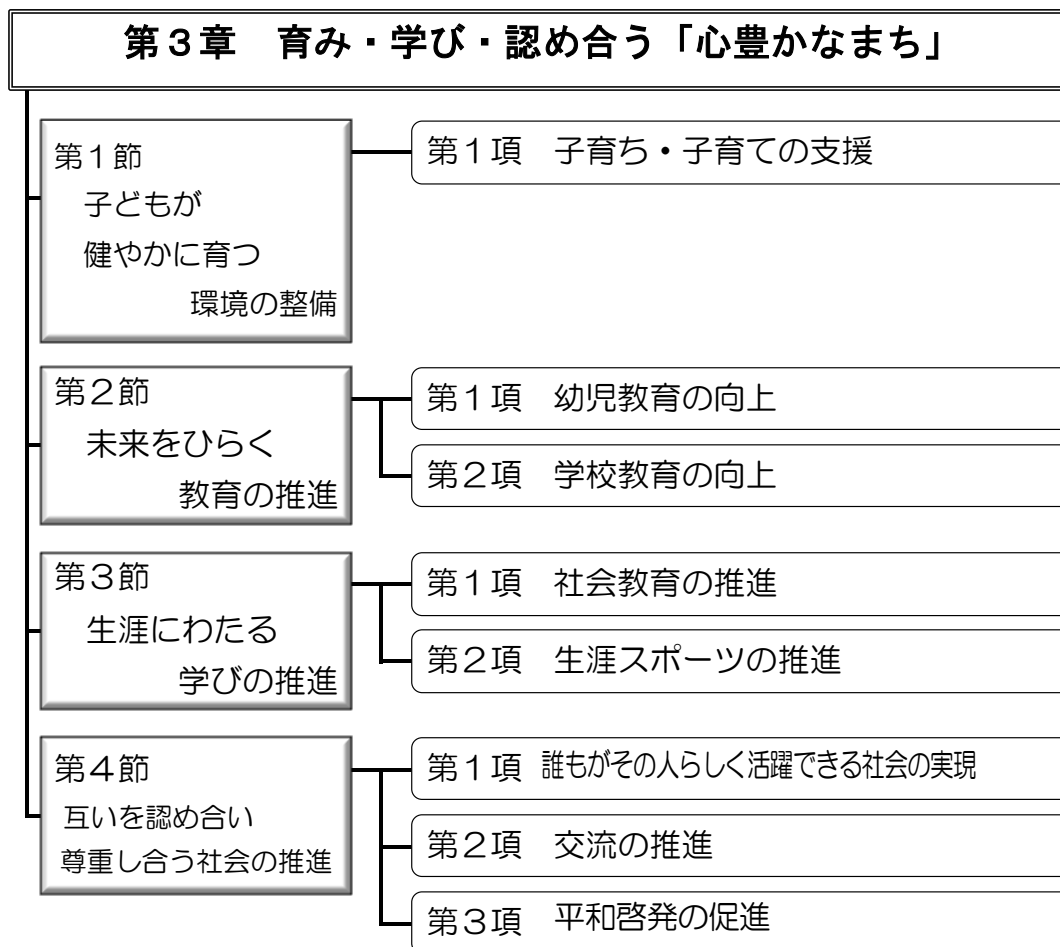 第３章　育み・学び・認め合う「心豊かなまち」
第１節
子どもが
健やかに育つ
環境の整備
第１項　子育ち・子育ての支援
第２節
未来をひらく
教育の推進
第１項　幼児教育の向上
第２項　学校教育の向上
第３節
生涯にわたる
学びの推進
第１項　社会教育の推進
第２項　生涯スポーツの推進
第４節
互いを認め合い
尊重し合う社会の推進
第１項　誰もがその人らしく活躍できる社会の実現
第２項　交流の推進
第３項　平和啓発の促進